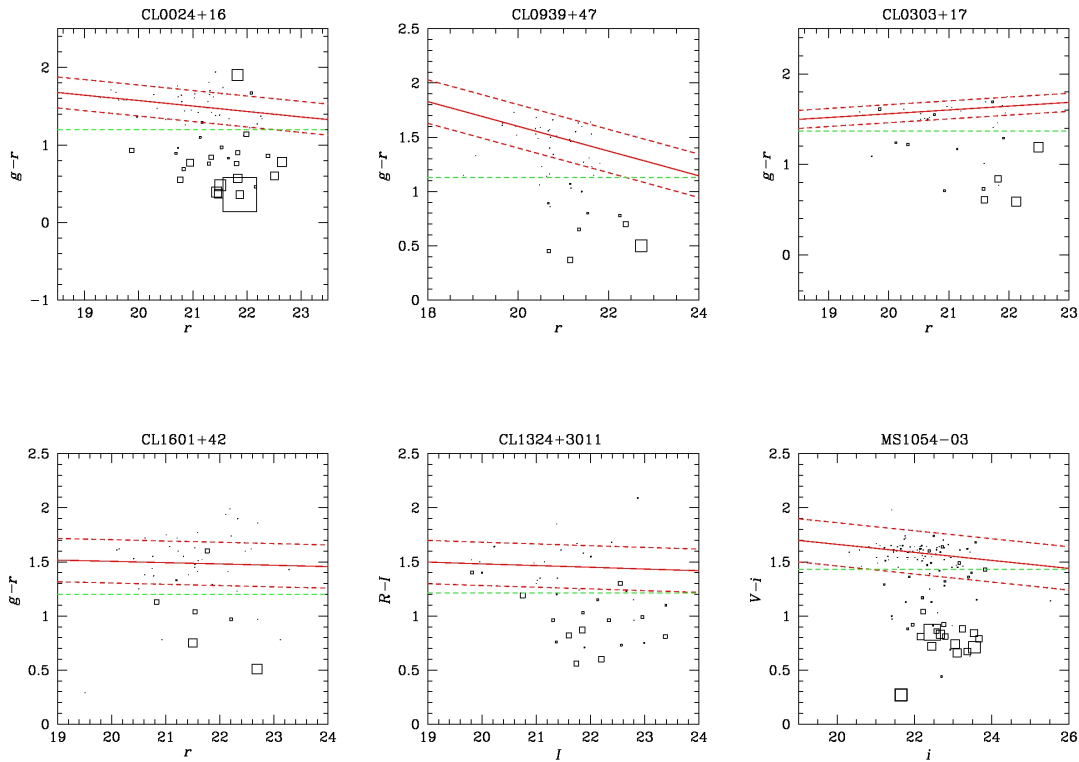 CL0024+16
CL0939+47
CL0303+17
2
1
0
−1
g−r
19 20 21 22 23
r
2.5
2
1.5
1
0.5
0
g−r
18 20 22 24
r
2
1
0
g−r
19 20 21 22 23
r
CL1601+42
CL1324+3011
MS1054−03
2.5
2
1.5
1
0.5
0
g−r
19 20 21 22 23 24
r
2.5
2
1.5
1
0.5
0
R−I
19 20 21 22 23 24
I
2.5
2
1.5
1
0.5
0
V−i
20 22 24 26
i